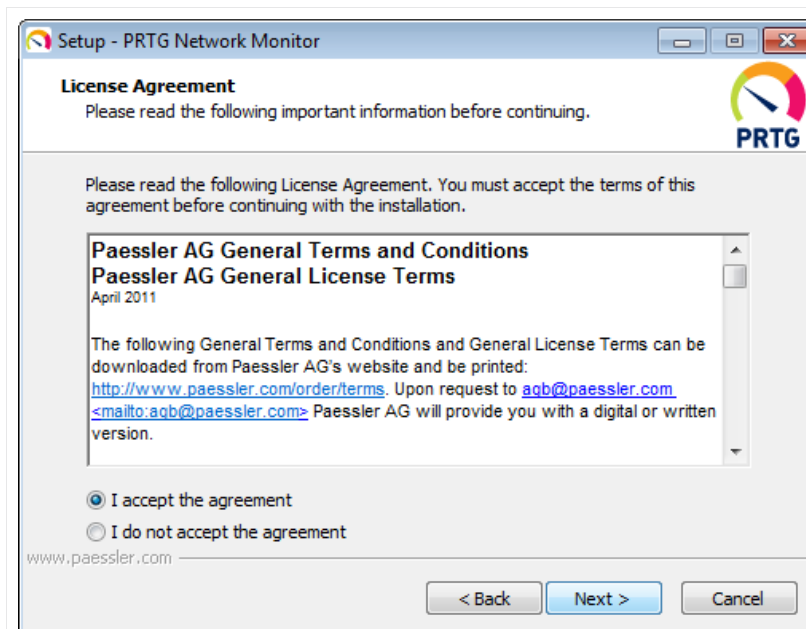 Setup - PRTG Network Monitor
License Agreement
Please read the following important information before continuing.
PRTG
Please read the following License Agreement. You must accept the terms of this
agreement before continuing with the installation.
Paessler AG General Terms and Conditions
Paessler AG General License Terms
April 2011
The following General Terms and Conditions and General License Terms can be
downloaded from Paessler AG's website and be printed:
http://www.paessler.com/order/terms. Upon request to agb@paessler.com
<mailto:agb@paessler.com> Paessler AG will provide you with a digital or written
version.
I accept the agreement
I do not accept the agreement
www.paessler.com
< Back
Next >
Cancel